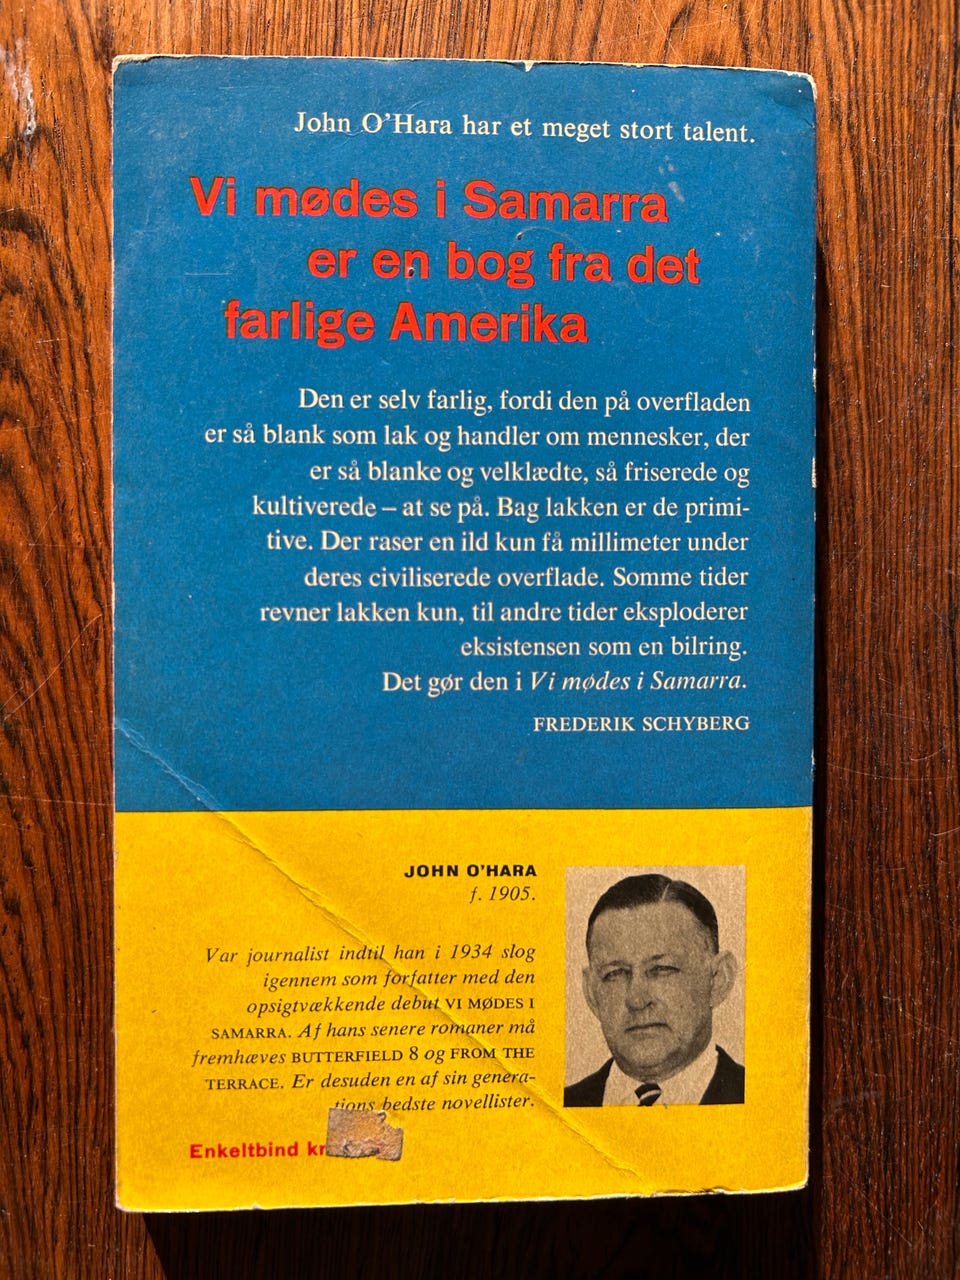 John O'Hara har et meget stort talent.
Vi mødes i Samarra
er en bog fra det
farlige Amerika
Den er selv farlig, fordi den på overfladen
er så blank som lak og handler om mennesker, der
er så blanke og velklædte, så friserede og
kultiverede – at se på. Bag lakken er de primi-
tive. Der raser en ild kun få millimeter under
deres civiliserede overflade. Somme tider
revner lakken kun, til andre tider eksploderer
eksistensen som en bilring.
Det gør den i Vi mødes i Samarra.
FREDERIK SCHYBERG
JOHN O'HARA
f. 1905.
Var journalist indtil han i 1934 slog
igennem som forfatter med den
opsigtvækkende debut VI MØDES I
SAMARRA. Af hans senere romaner må
fremhæves BUTTERFIELD 8 og FROM THE
TERRACE. Er desuden en af sin genera-
tions bedste novellister.
Enkeltbind kr